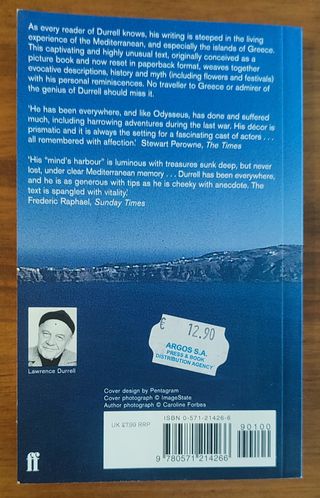 As every reader of Durrell knows, his writing is steeped in the living
experience of the Mediterranean, and especially the islands of Greece.
This captivating and highly unusual text, originally conceived as a
picture book and now reset in paperback format, weaves together
evocative descriptions, history and myth (including flowers and festivals)
with his personal reminiscences. No traveller to Greece or admirer of
the genius of Durrell should miss it.
'He has been everywhere, and like Odysseus, has done and suffered
much, including harrowing adventures during the last war. His décor is
prismatic and it is always the setting for a fascinating cast of actors . . .
all remembered with affection.' Stewart Perowne, The Times
'His "mind's harbour" is luminous with treasures sunk deep, but never
lost, under clear Mediterranean memory . . . Durrell has been everywhere,
and he is as generous with tips as he is cheeky with anecdote. The
text is spangled with vitality.'
Frederic Raphael, Sunday Times
Lawrence Durrell
€ 12.90
ARGOS S.A.
PRESS & BOOK
DISTRIBUTION AGENCY
Cover design by Pentagram
Cover photograph © ImageState
Author photograph © Caroline Forbes
ff
UK £7.99 RRP
ISBN 0-571-21426-6
90100
9 780571 214266